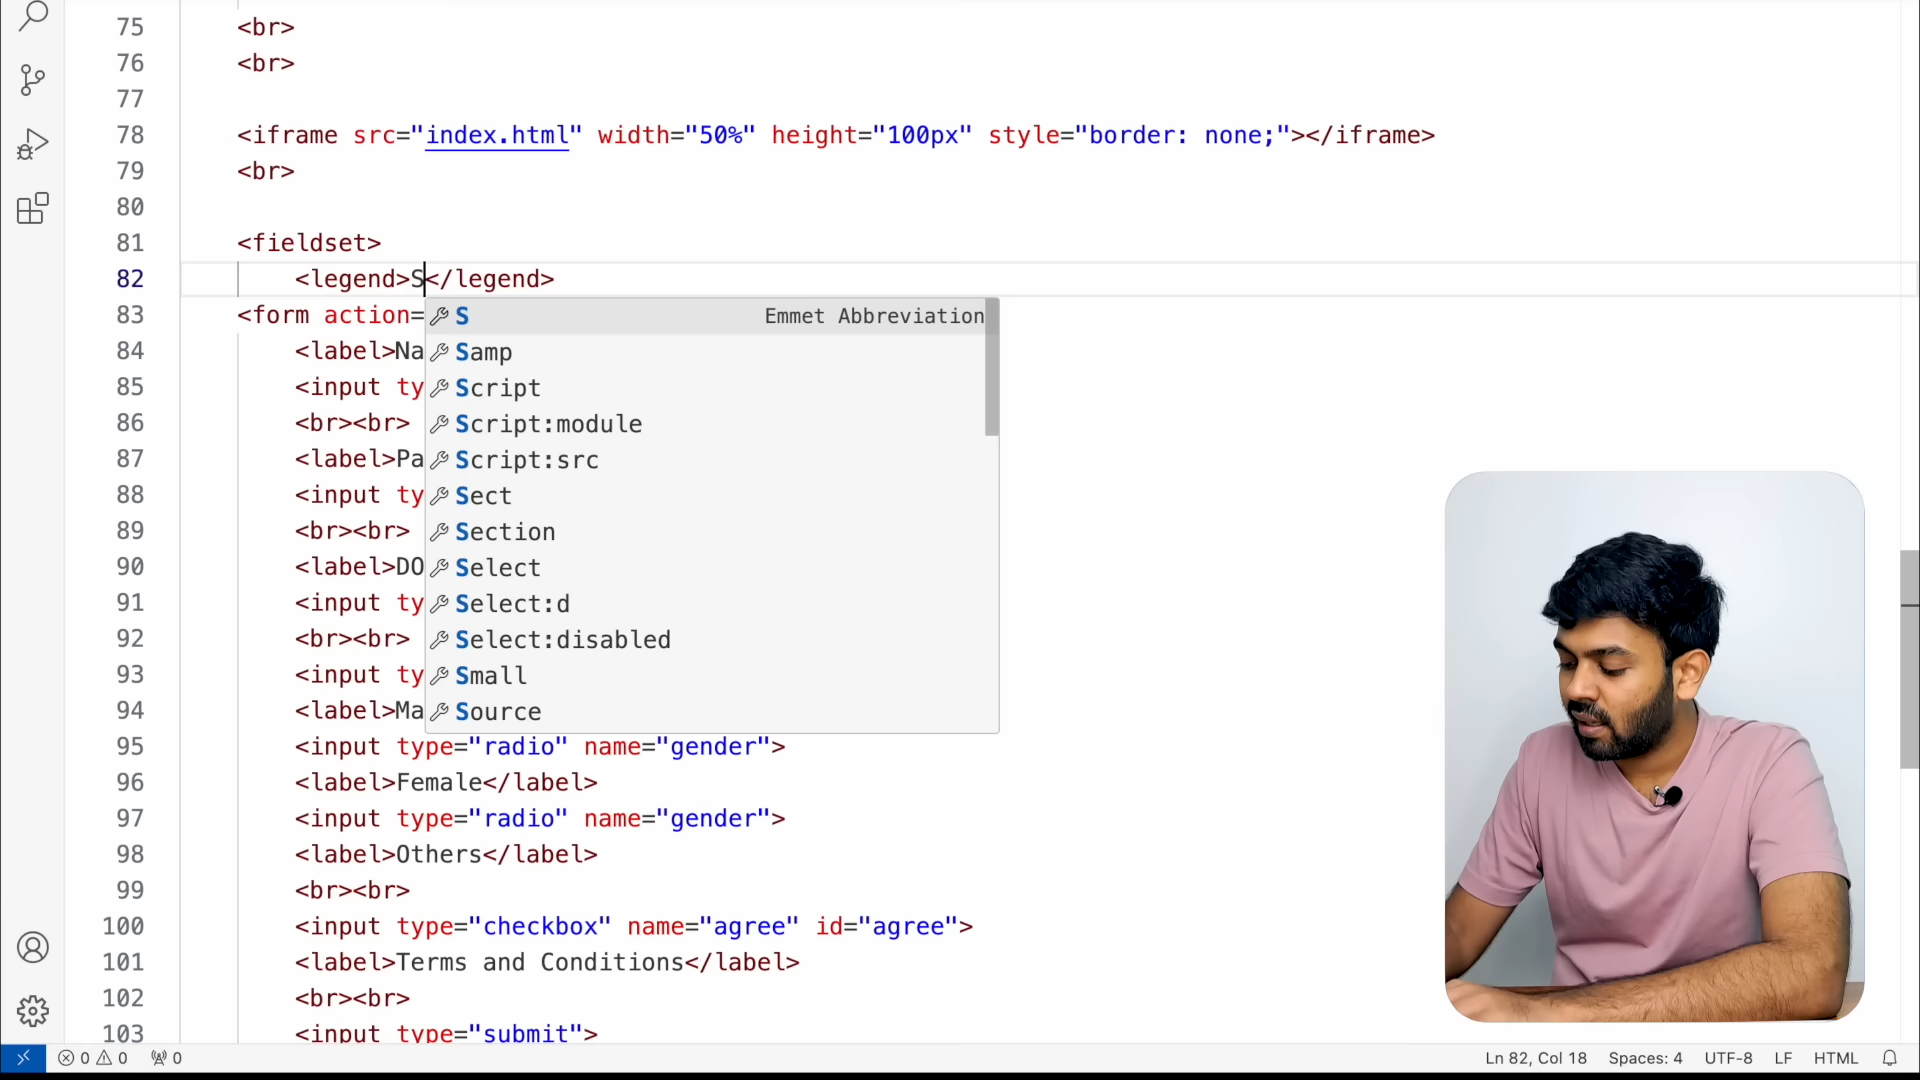 75 <br>
76 <br>
77
78 <iframe src="index.html" width="50%" height="100px" style="border: none;"></iframe>
79 <br>
80
81 <fieldset>
82 <legend>S</legend>
83 <form action=
84 <label>Na
85 <input ty
86 <br><br>
87 <label>Pa
88 <input ty
89 <br><br>
90 <label>DO
91 <input ty
92 <br><br>
93 <input ty
94 <label>Ma
S Emmet Abbreviation
Samp
Script
Script:module
Script:src
Sect
Section
Select
Select:d
Select:disabled
Small
Source
95 <input type="radio" name="gender">
96 <label>Female</label>
97 <input type="radio" name="gender">
98 <label>Others</label>
99 <br><br>
100 <input type="checkbox" name="agree" id="agree">
101 <label>Terms and Conditions</label>
102 <br><br>
103 <input type="submit">
0 0 0 Ln 82, Col 18 Spaces: 4 UTF-8 LF HTML